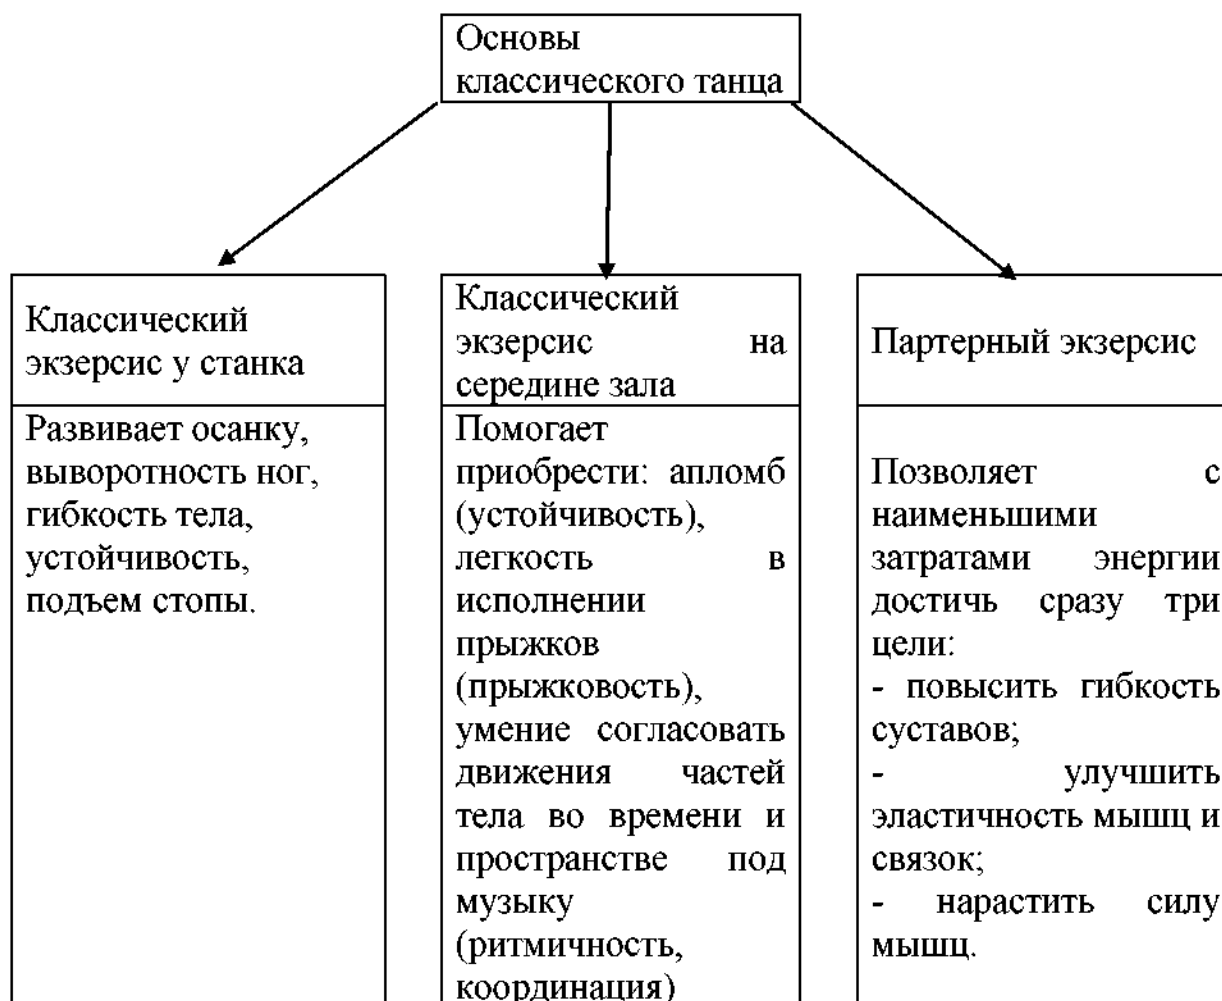 Основы
классического танца
Классический
экзерсис у станка
Развивает осанку,
выворотность ног,
гибкость тела,
устойчивость,
подъем стопы.
Классический
экзерсис на
середине зала
Помогает
приобрести: апломб
(устойчивость),
легкость в
исполнении
прыжков
(прыжковость),
умение согласовать
движения частей
тела во времени и
пространстве под
музыку
(ритмичность,
координация)
Партерный экзерсис
Позволяет с
наименьшими
затратами энергии
достичь сразу три
цели:
- повысить гибкость
суставов;
- улучшить
эластичность мышц и
связок;
- нарастить силу
мышц.